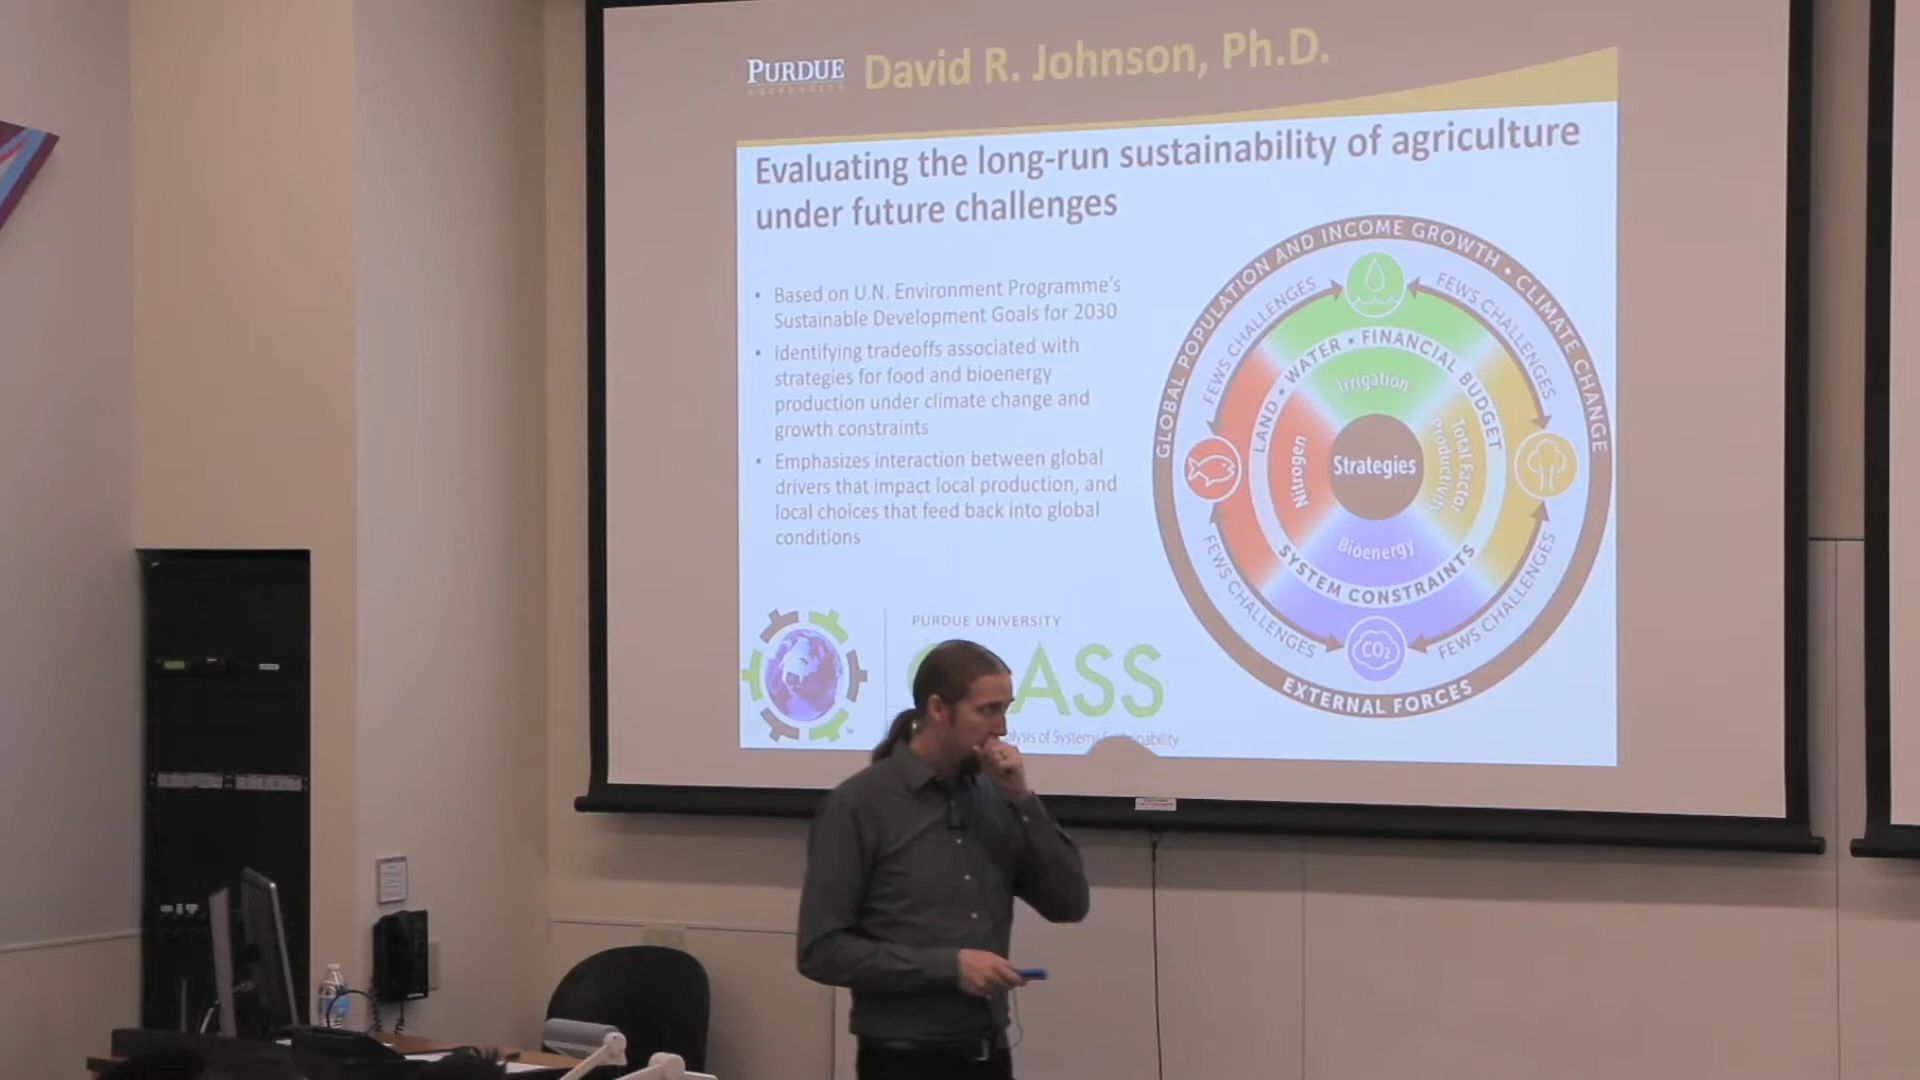 PURDUE
UNIVERSITY
David R. Johnson, Ph.D.
Evaluating the long-run sustainability of agriculture
under future challenges
• Based on U.N. Environment Programme's
Sustainable Development Goals for 2030
• Identifying tradeoffs associated with
strategies for food and bioenergy
production under climate change and
growth constraints
• Emphasizes interaction between global
drivers that impact local production, and
local choices that feed back into global
conditions
GLOBAL POPULATION AND INCOME GROWTH • CLIMATE CHANGE
FEWS CHALLENGES
FEWS CHALLENGES
LAND • WATER • FINANCIAL BUDGET
Irrigation
Nitrogen
Strategies
Total Factor
Productivity
Bioenergy
SYSTEM CONSTRAINTS
FEWS CHALLENGES
FEWS CHALLENGES
CO₂
EXTERNAL FORCES
PURDUE UNIVERSITY
ASS
of Systems